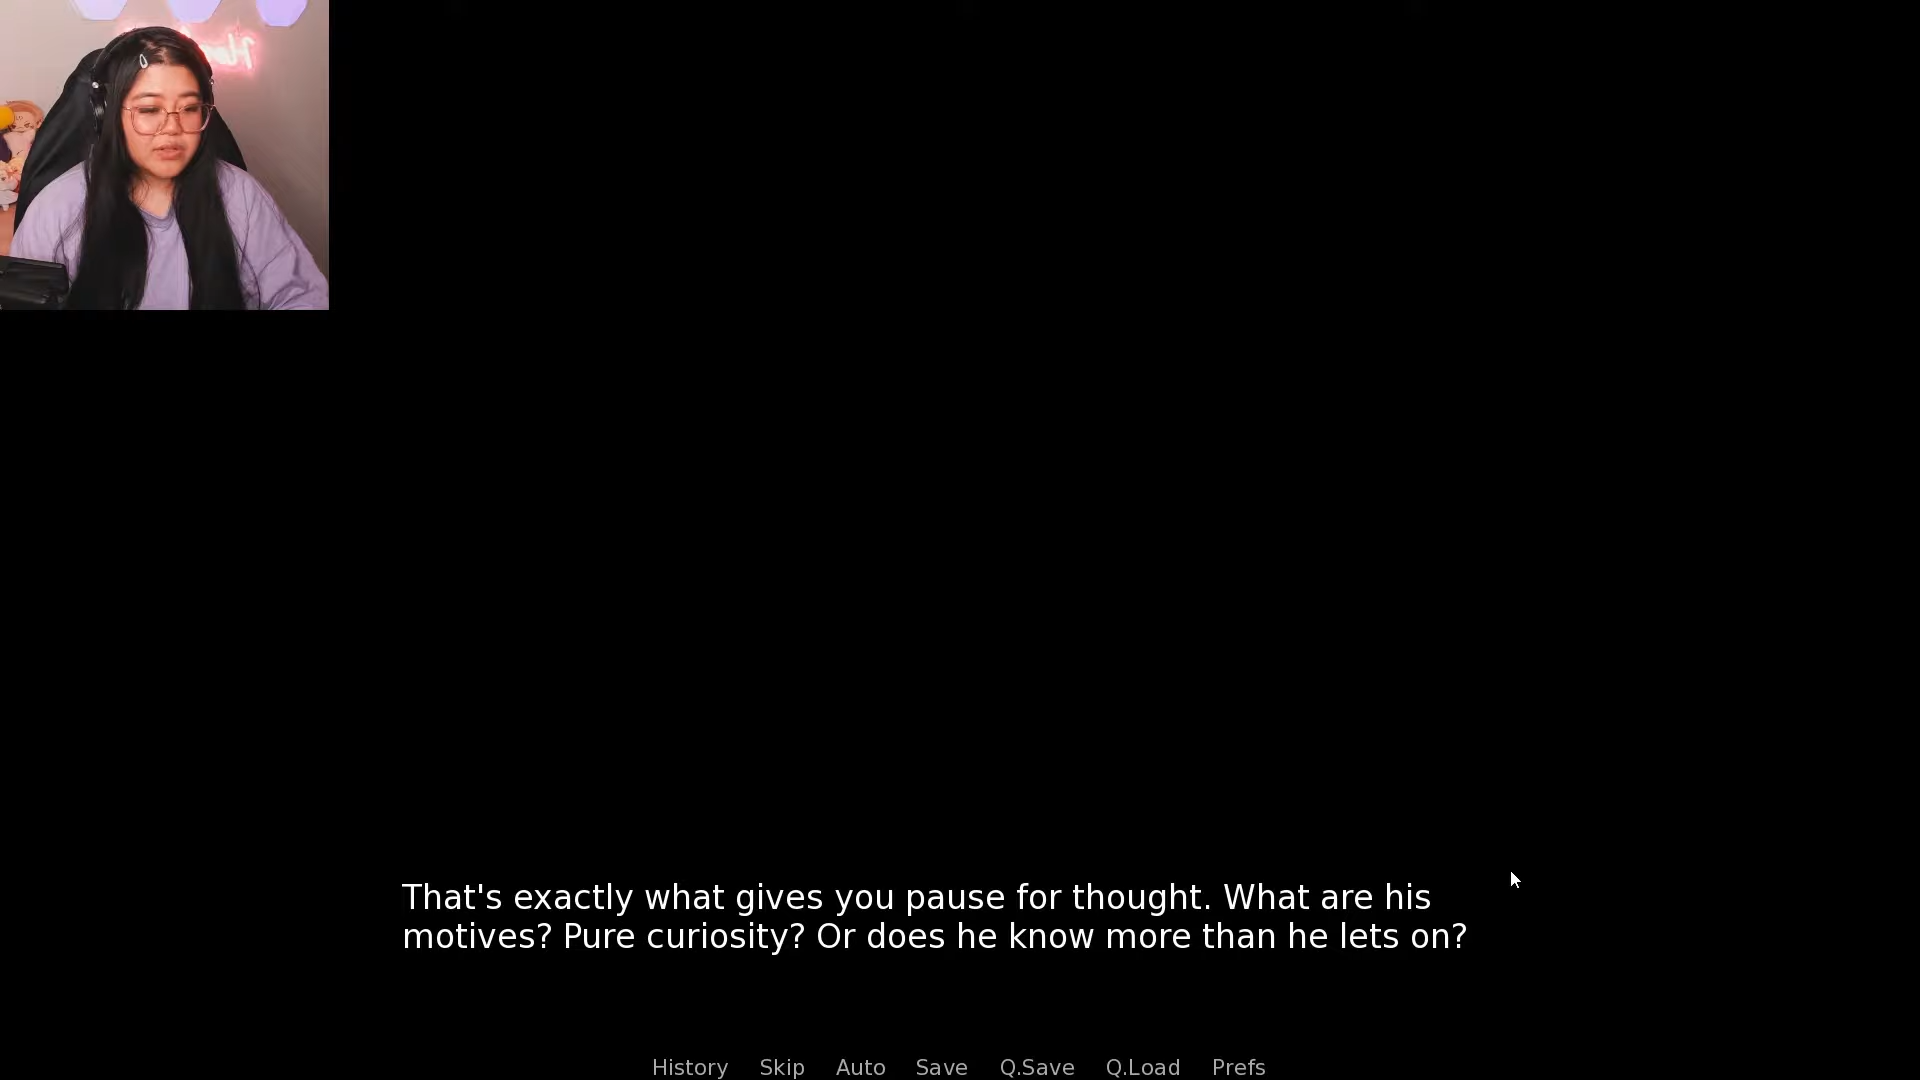 That's exactly what gives you pause for thought. What are his
motives? Pure curiosity? Or does he know more than he lets on?
History Skip Auto Save Q.Save Q.Load Prefs